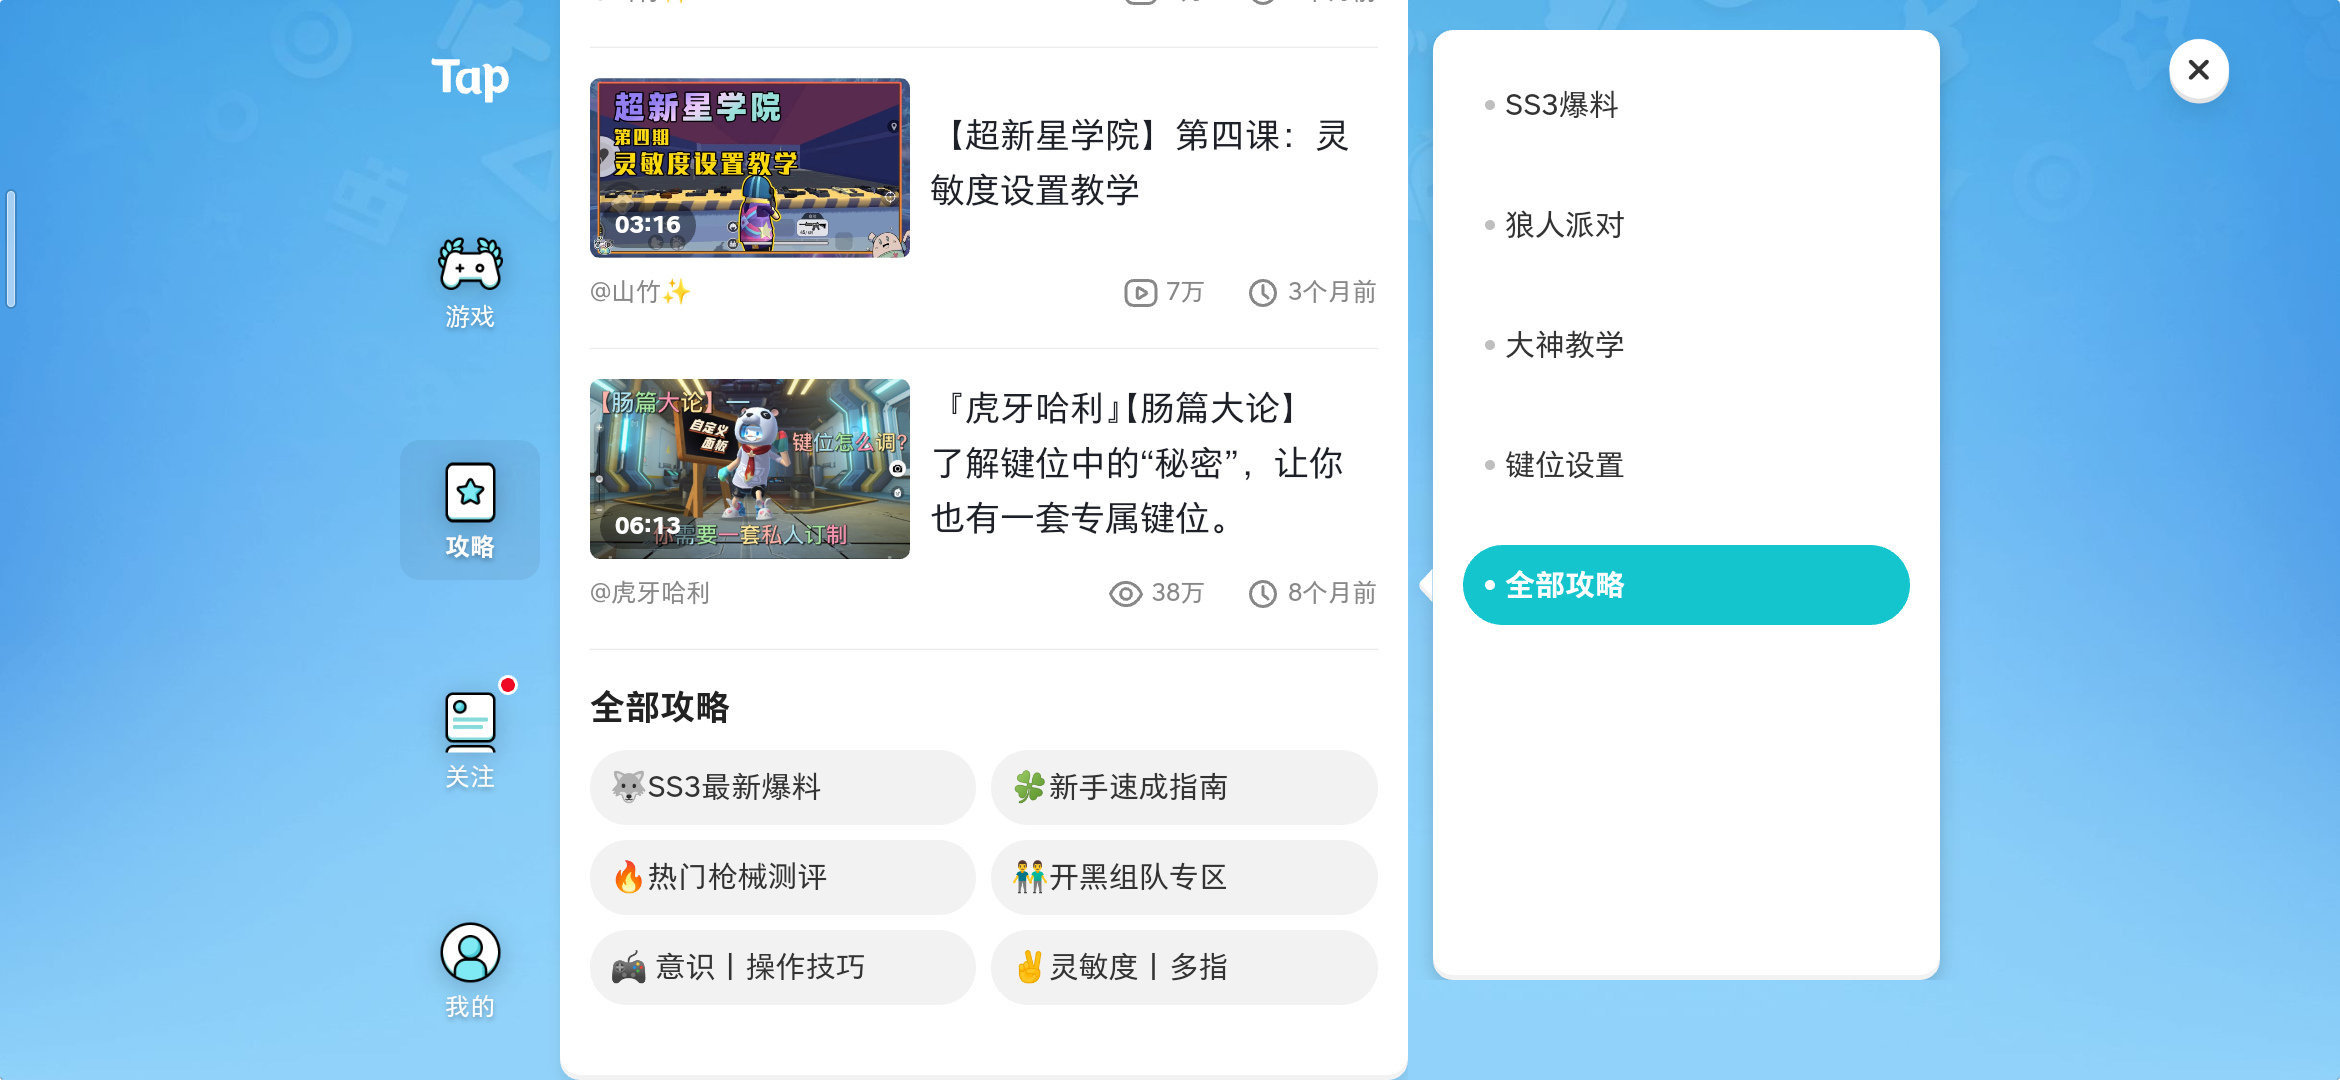 Tap
游戏
攻略
关注
我的
超新星学院
第四期
灵敏度设置教学
03:16
【超新星学院】第四课：灵
敏度设置教学
@山竹✨
7万
3个月前
【肠篇大论】一
自定义
面板
键位怎么调?
06:13
你需要一套私人订制
『虎牙哈利』【肠篇大论】
了解键位中的“秘密”，让你
也有一套专属键位。
@虎牙哈利
38万
8个月前
全部攻略
🐺SS3最新爆料
🍀新手速成指南
🔥热门枪械测评
👬开黑组队专区
🎮 意识丨操作技巧
✌️灵敏度丨多指
SS3爆料
狼人派对
大神教学
键位设置
全部攻略